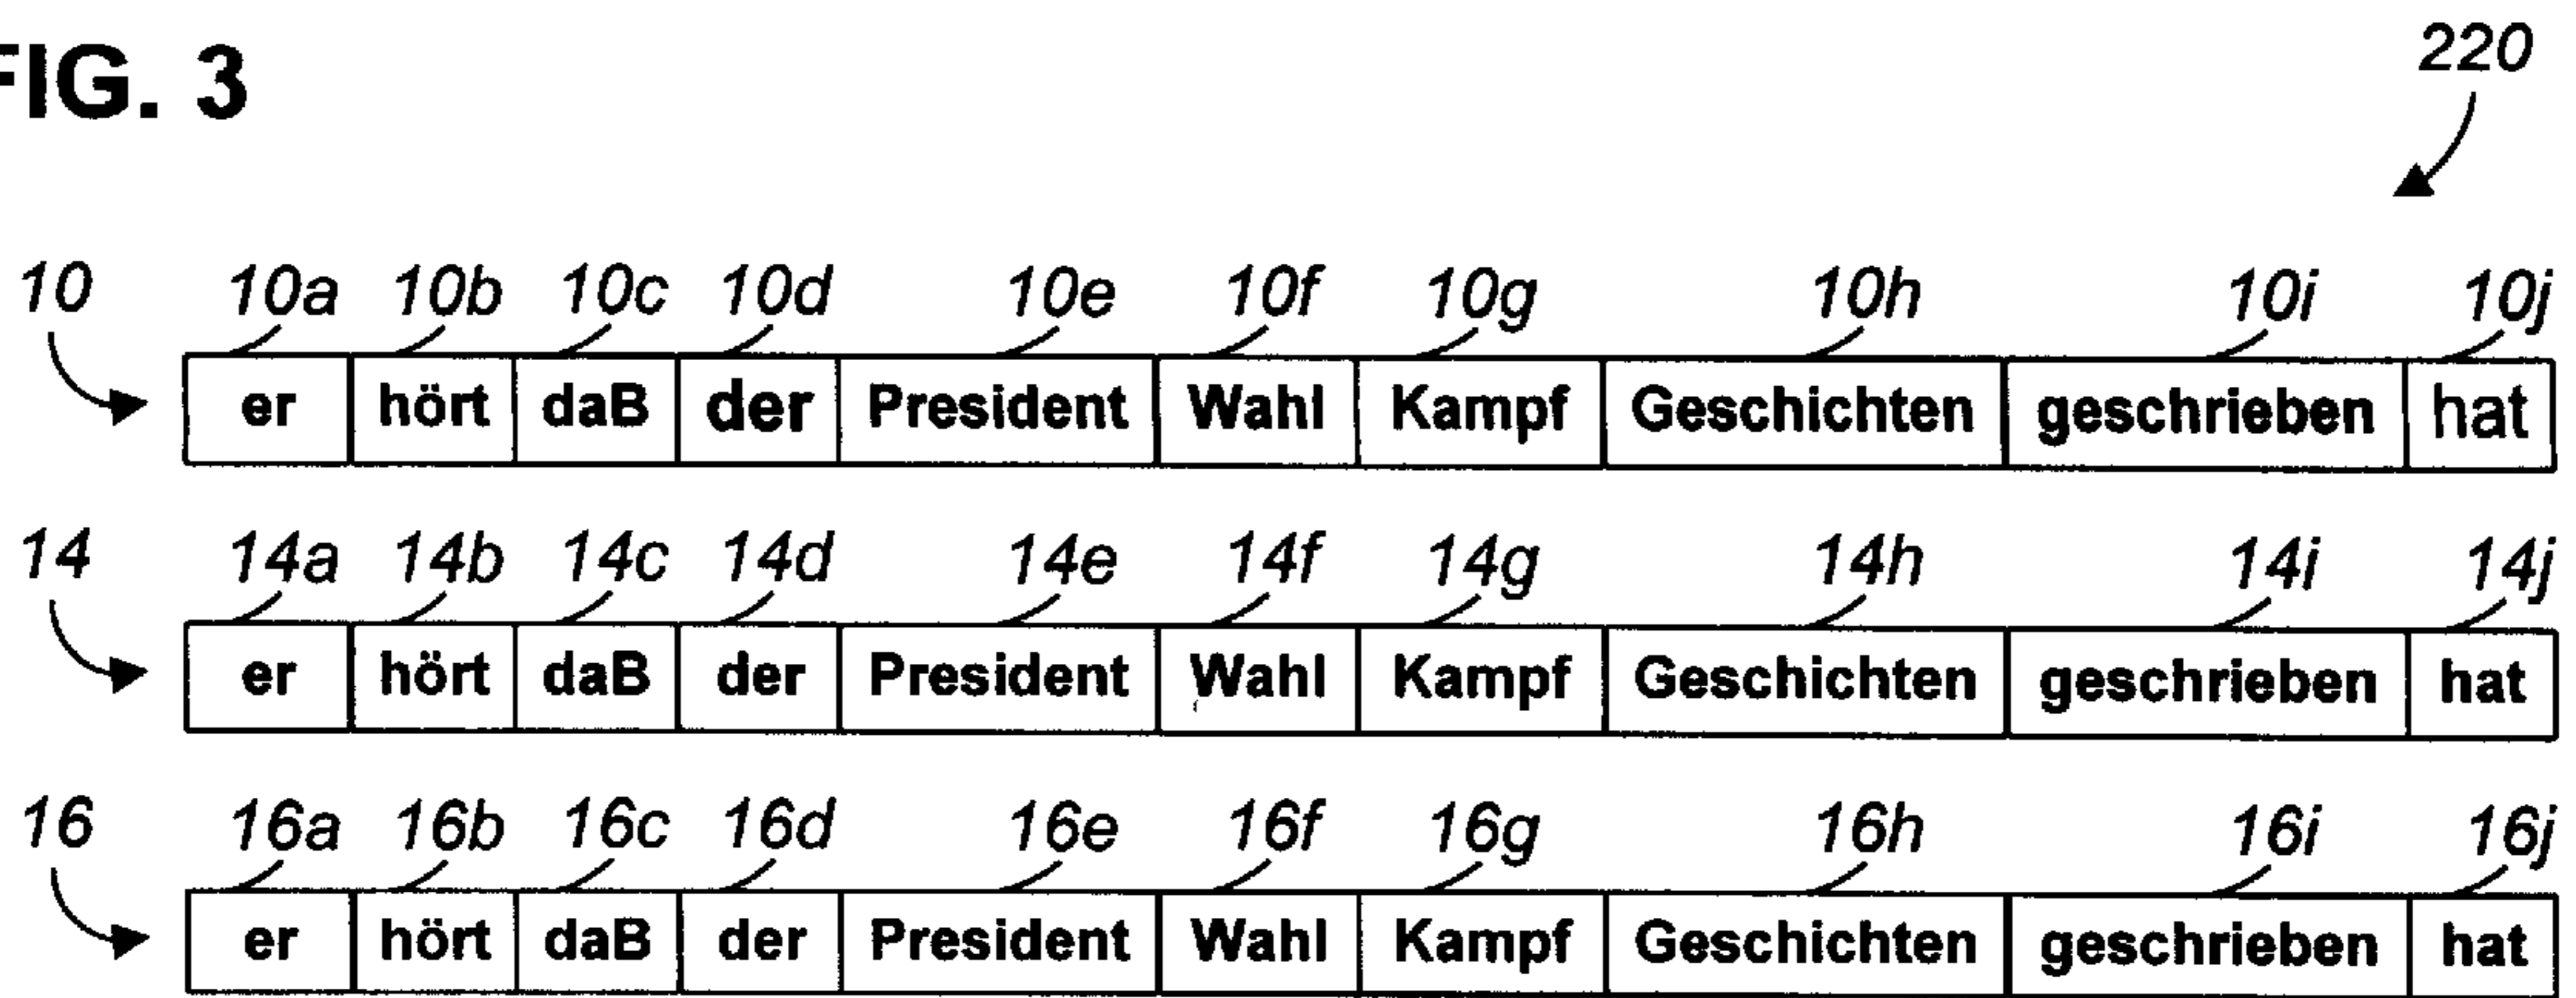 FIG. 3
220
10 10a 10b 10c 10d 10e 10f 10g 10h 10i 10j
er hört daB der President Wahl Kampf Geschichten geschrieben hat
14 14a 14b 14c 14d 14e 14f 14g 14h 14i 14j
er hört daB der President Wahl Kampf Geschichten geschrieben hat
16 16a 16b 16c 16d 16e 16f 16g 16h 16i 16j
er hört daB der President Wahl Kampf Geschichten geschrieben hat